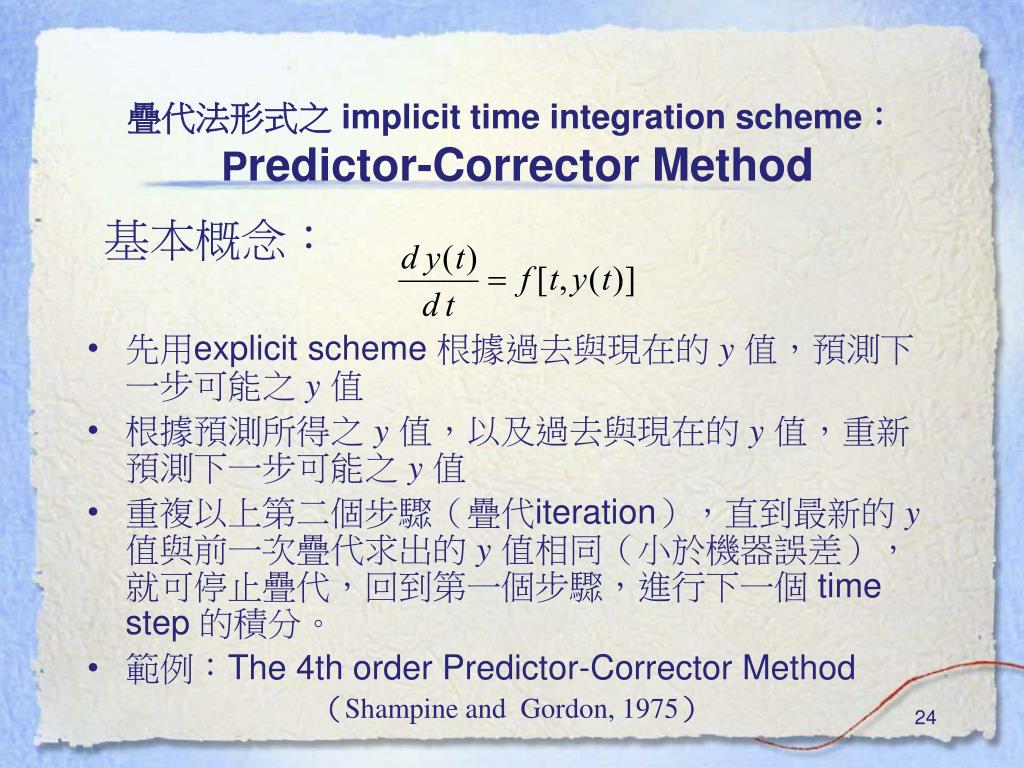 疊代法形式之 implicit time integration scheme：
Predictor-Corrector Method
基本概念：
d y(t)
d t
= f [t, y(t)]
• 先用explicit scheme 根據過去與現在的 y 值，預測下
一步可能之 y 值
• 根據預測所得之 y 值，以及過去與現在的 y 值，重新
預測下一步可能之 y 值
• 重複以上第二個步驟（疊代iteration），直到最新的 y
值與前一次疊代求出的 y 值相同（小於機器誤差），
就可停止疊代，回到第一個步驟，進行下一個 time
step 的積分。
• 範例：The 4th order Predictor-Corrector Method
（Shampine and Gordon, 1975）
24